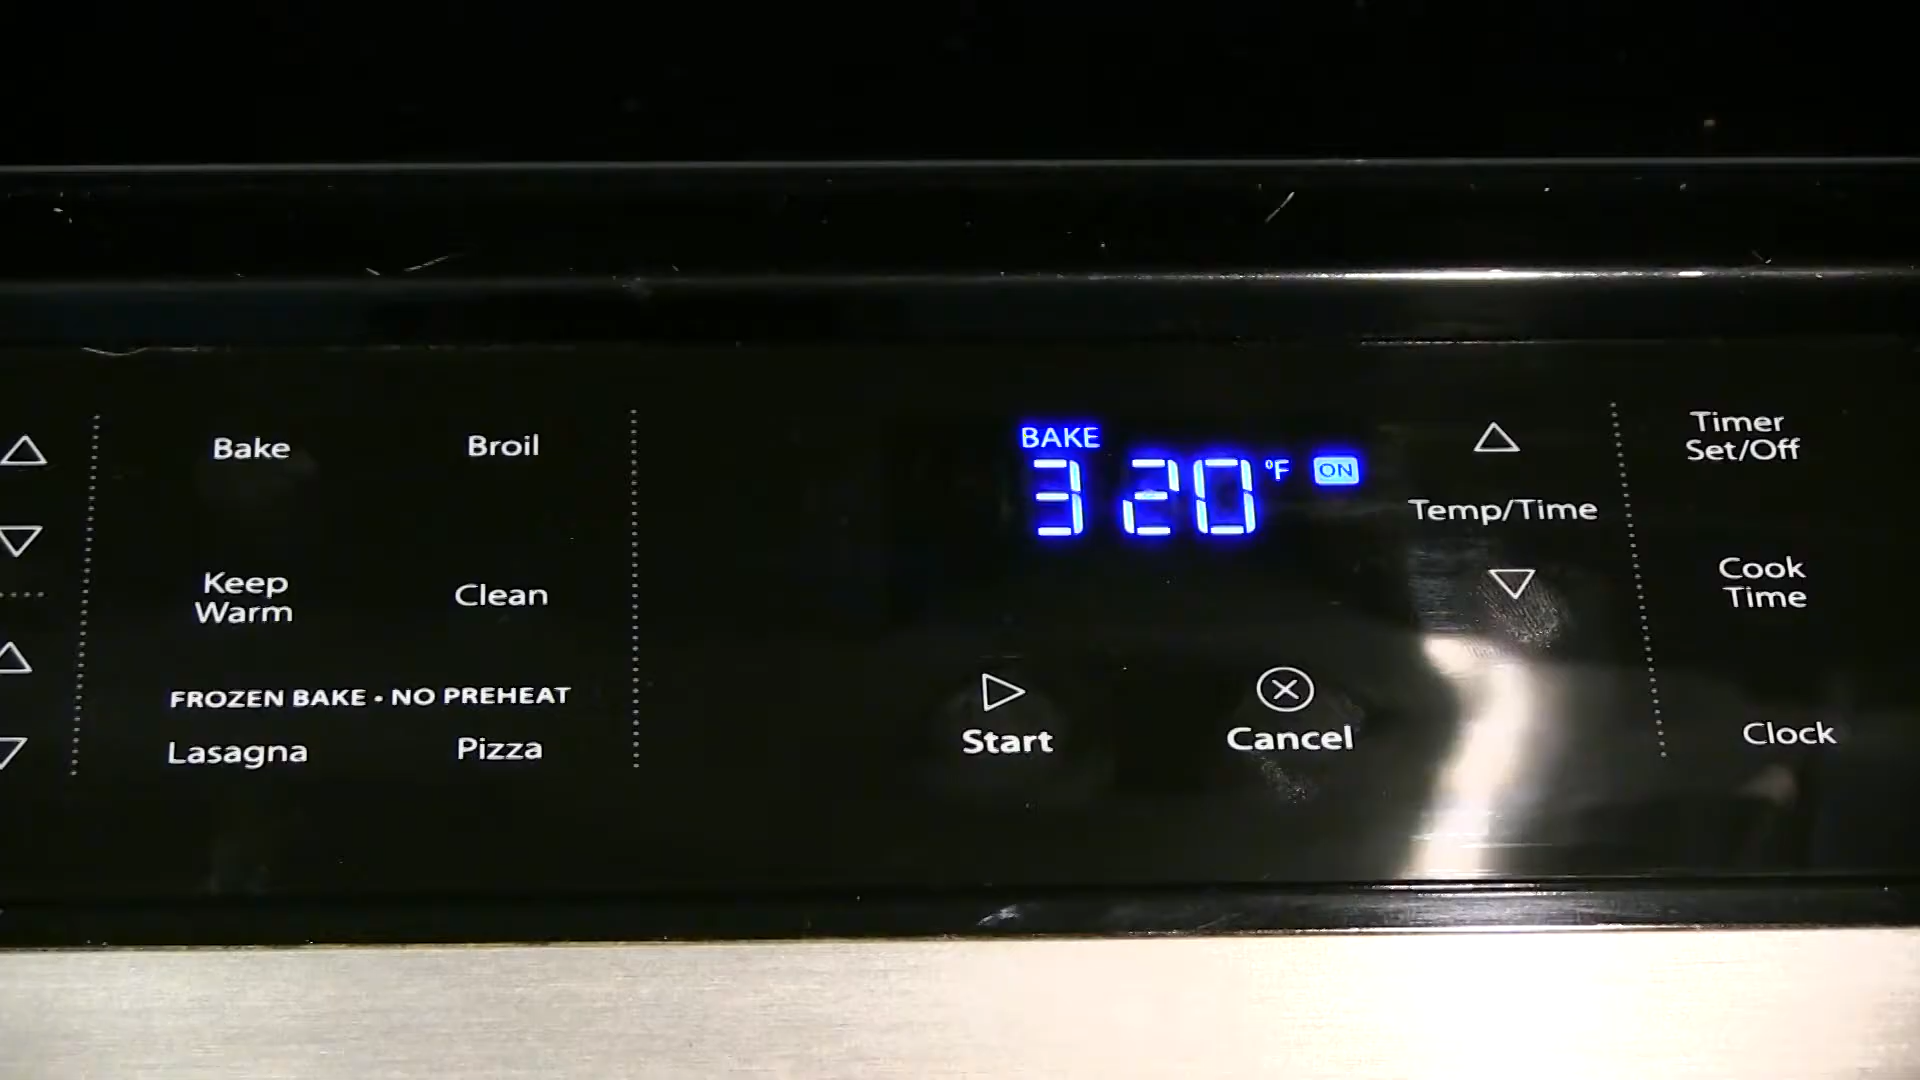 Bake
Broil
Keep
Warm
Clean
FROZEN BAKE • NO PREHEAT
Lasagna
Pizza
BAKE
320 °F ON
Start
Cancel
Temp/Time
Timer
Set/Off
Cook
Time
Clock